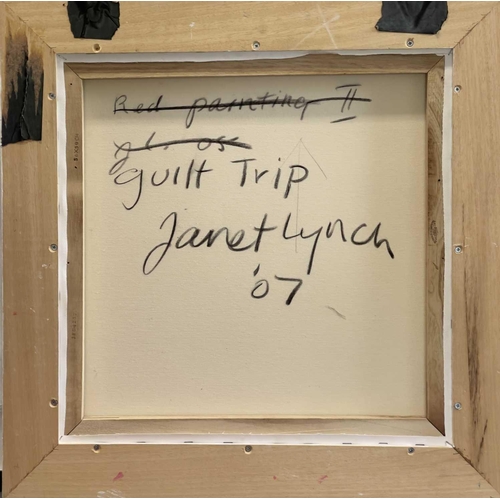 Red painting II
guilt Trip
Janet Lynch
'07